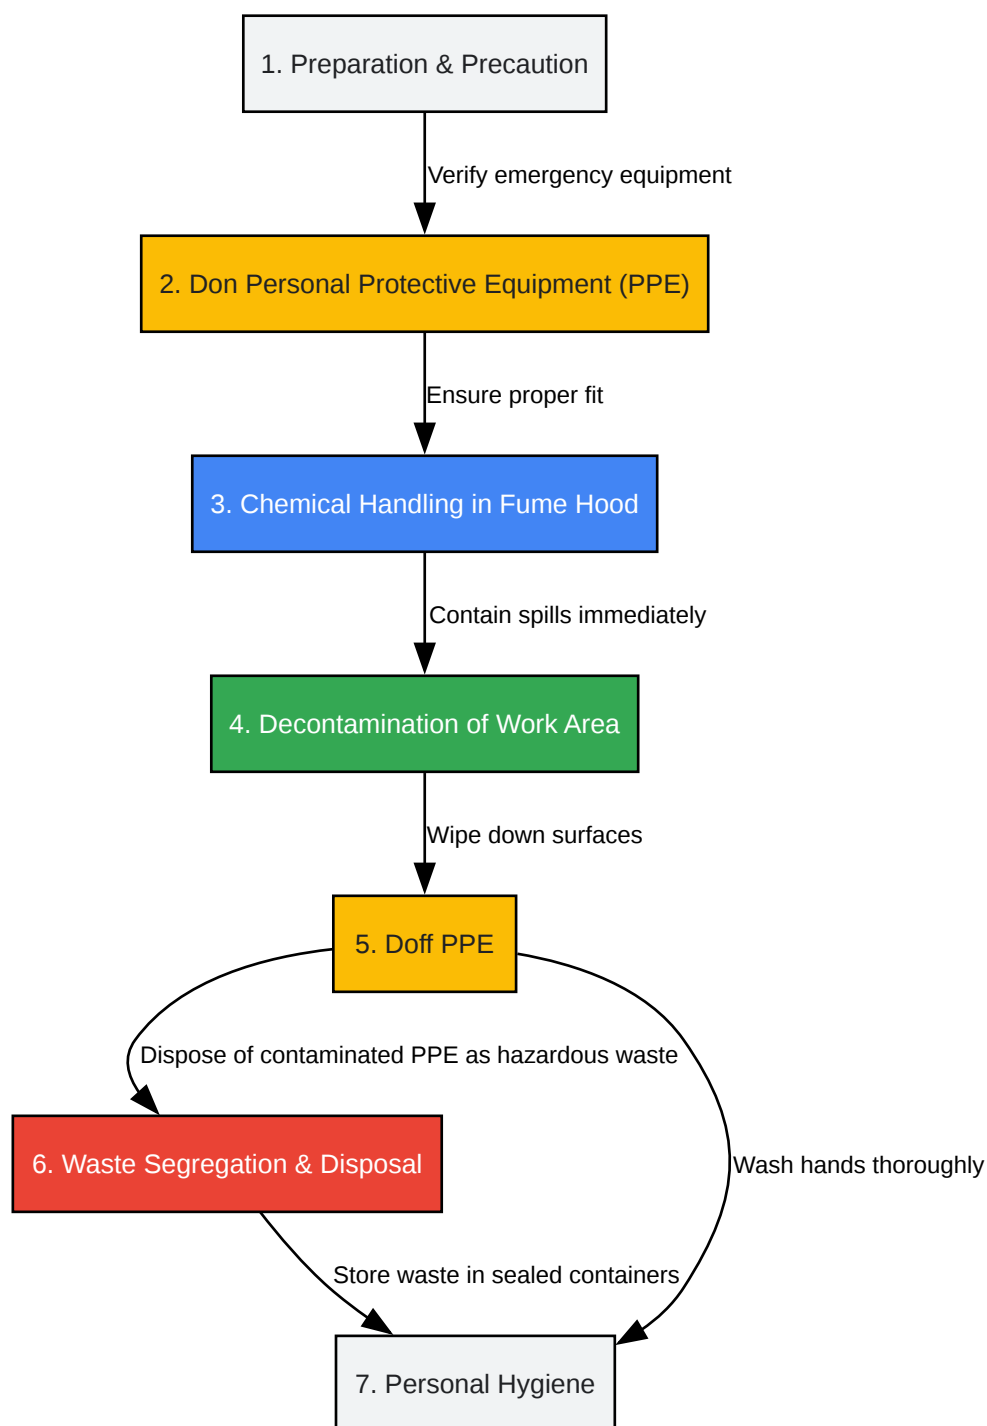 1. Preparation & Precaution
Verify emergency equipment
2. Don Personal Protective Equipment (PPE)
Ensure proper fit
3. Chemical Handling in Fume Hood
Contain spills immediately
4. Decontamination of Work Area
Wipe down surfaces
5. Doff PPE
Dispose of contaminated PPE as hazardous waste
6. Waste Segregation & Disposal
Wash hands thoroughly
Store waste in sealed containers
7. Personal Hygiene